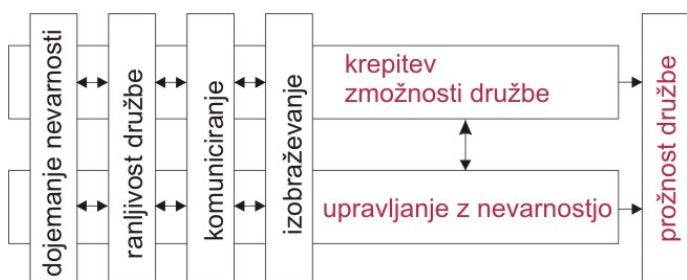 dojemanje nevarnosti
ranljivost družbe
komuniciranje
izobraževanje
krepitev
zmožnosti družbe
upravljanje z nevarnostjo
prožnost družbe